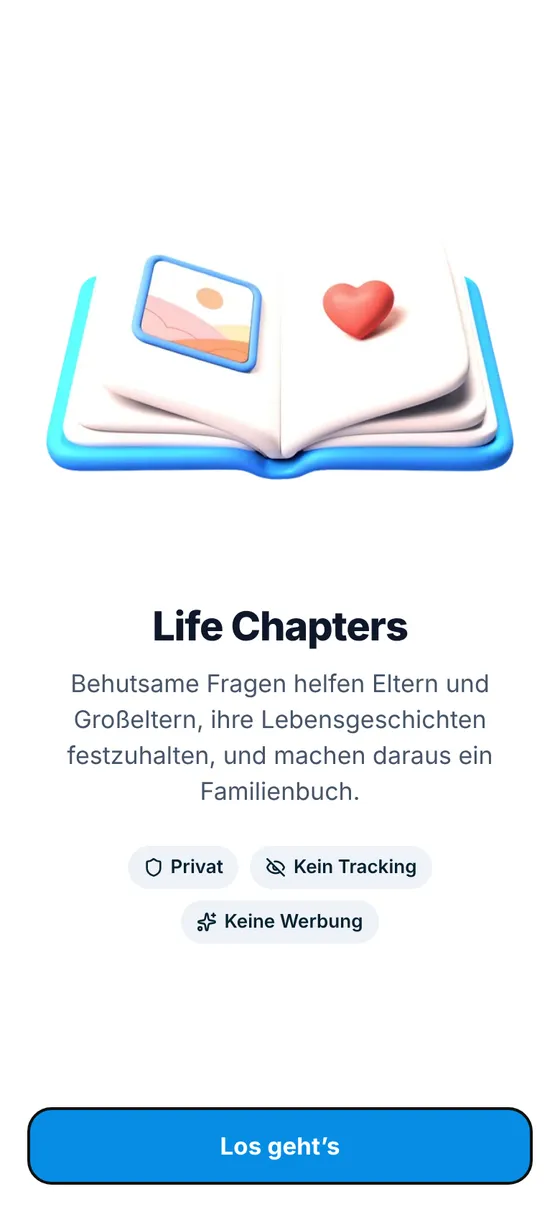 Life Chapters
Behutsame Fragen helfen Eltern und
Großeltern, ihre Lebensgeschichten
festzuhalten, und machen daraus ein
Familienbuch.
Privat
Kein Tracking
Keine Werbung
Los geht’s